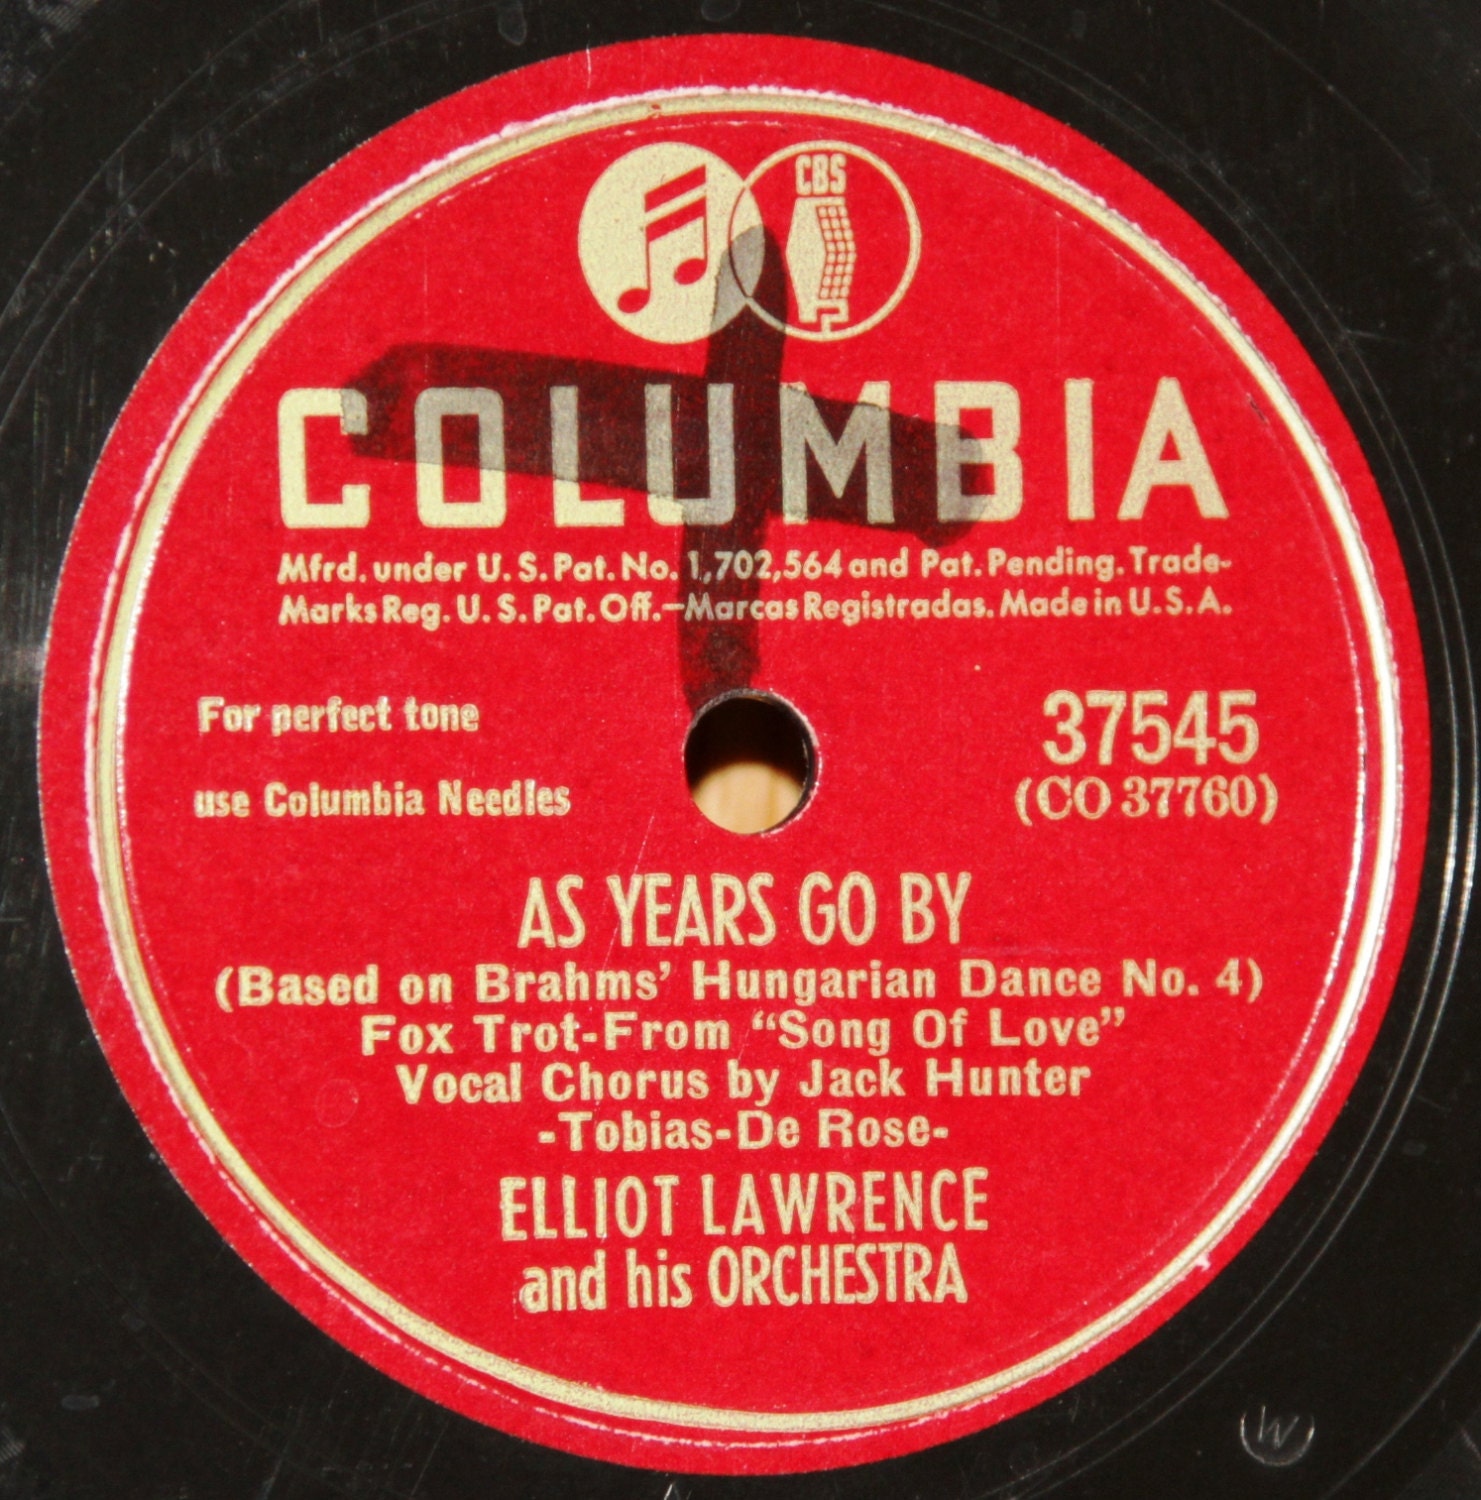 CBS
COLUMBIA
Mfrd. under U. S. Pat. No. 1,702,564 and Pat. Pending. Trade-
Marks Reg. U. S. Pat. Off.—Marcas Registradas. Made in U. S. A.
For perfect tone
use Columbia Needles
37545
(CO 37760)
AS YEARS GO BY
(Based on Brahms' Hungarian Dance No. 4)
Fox Trot-From “Song Of Love”
Vocal Chorus by Jack Hunter
-Tobias-De Rose-
ELLIOT LAWRENCE
and his ORCHESTRA
W